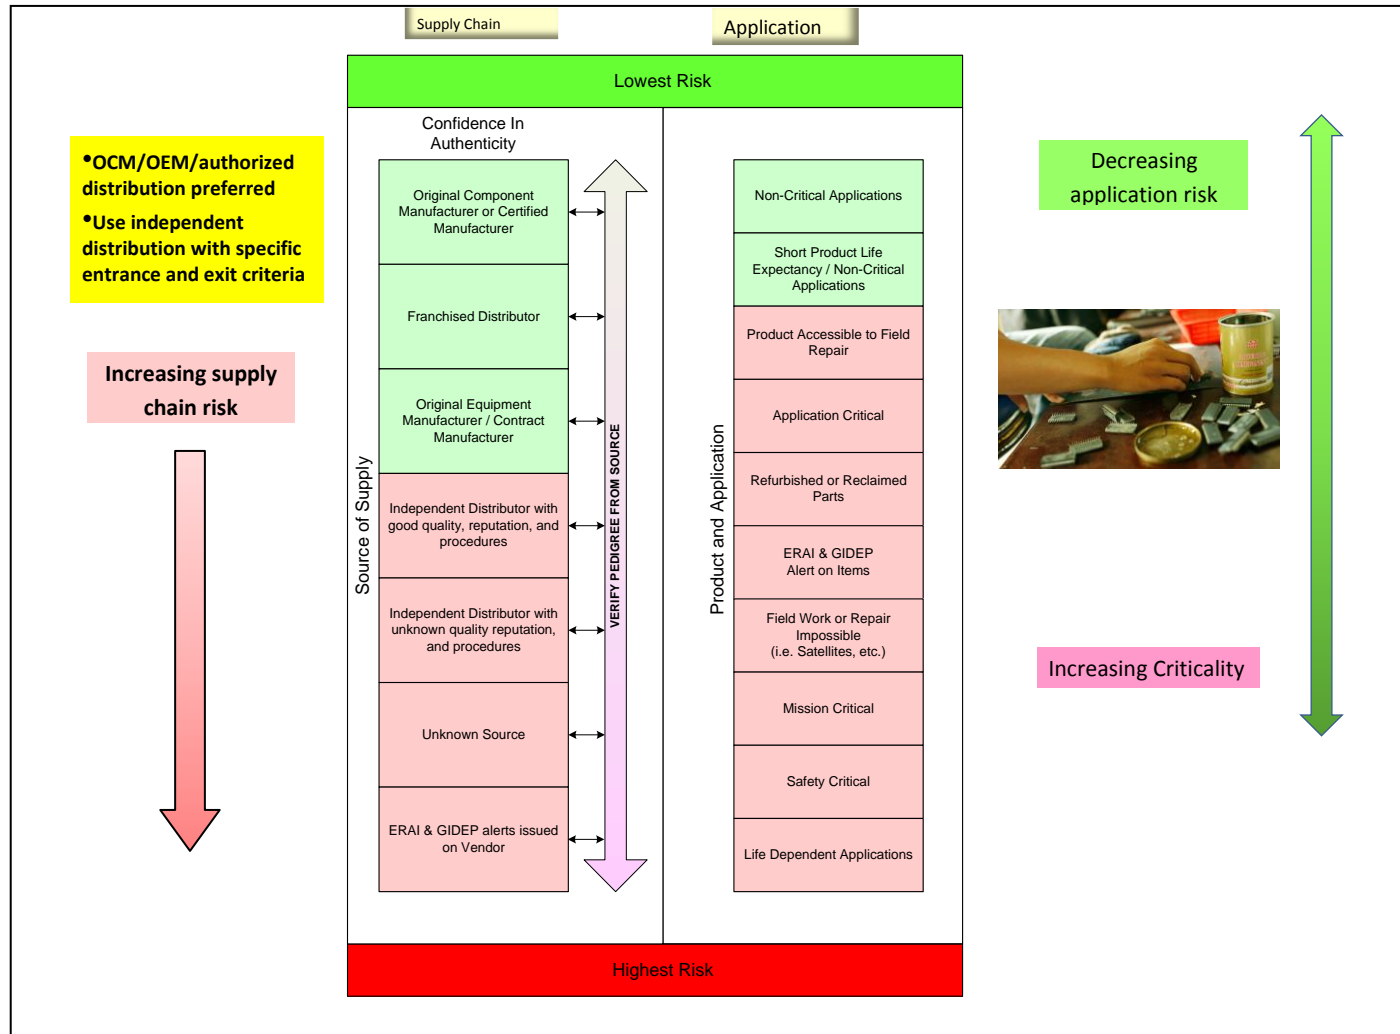 Supply Chain
Application
Lowest Risk
Confidence In
Authenticity
•OCM/OEM/authorized
distribution preferred
•Use independent
distribution with specific
entrance and exit criteria
Increasing supply
chain risk
Source of Supply
Original Component
Manufacturer or Certified
Manufacturer
Franchised Distributor
Original Equipment
Manufacturer / Contract
Manufacturer
Independent Distributor with
good quality, reputation, and
procedures
Independent Distributor with
unknown quality reputation,
and procedures
Unknown Source
ERAI & GIDEP alerts issued
on Vendor
VERIFY PEDIGREE FROM SOURCE
Product and Application
Non-Critical Applications
Short Product Life
Expectancy / Non-Critical
Applications
Product Accessible to Field
Repair
Application Critical
Refurbished or Reclaimed
Parts
ERAI & GIDEP
Alert on Items
Field Work or Repair
Impossible
(i.e. Satellites, etc.)
Mission Critical
Safety Critical
Life Dependent Applications
Decreasing
application risk
Increasing Criticality
Highest Risk